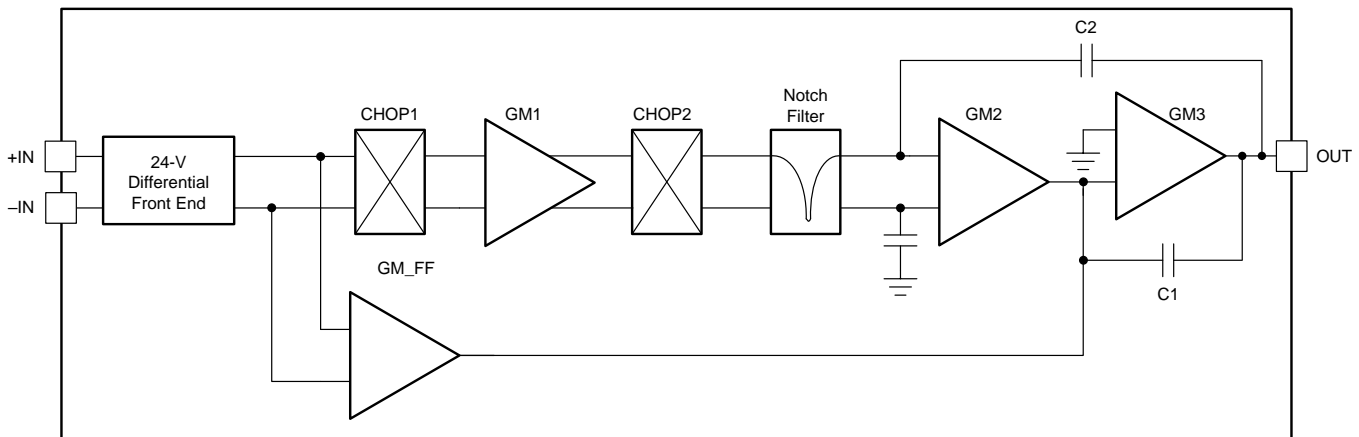 C2
Notch
Filter
CHOP1
GM1
CHOP2
GM2
GM3
+IN
–IN
24-V
Differential
Front End
OUT
GM_FF
C1